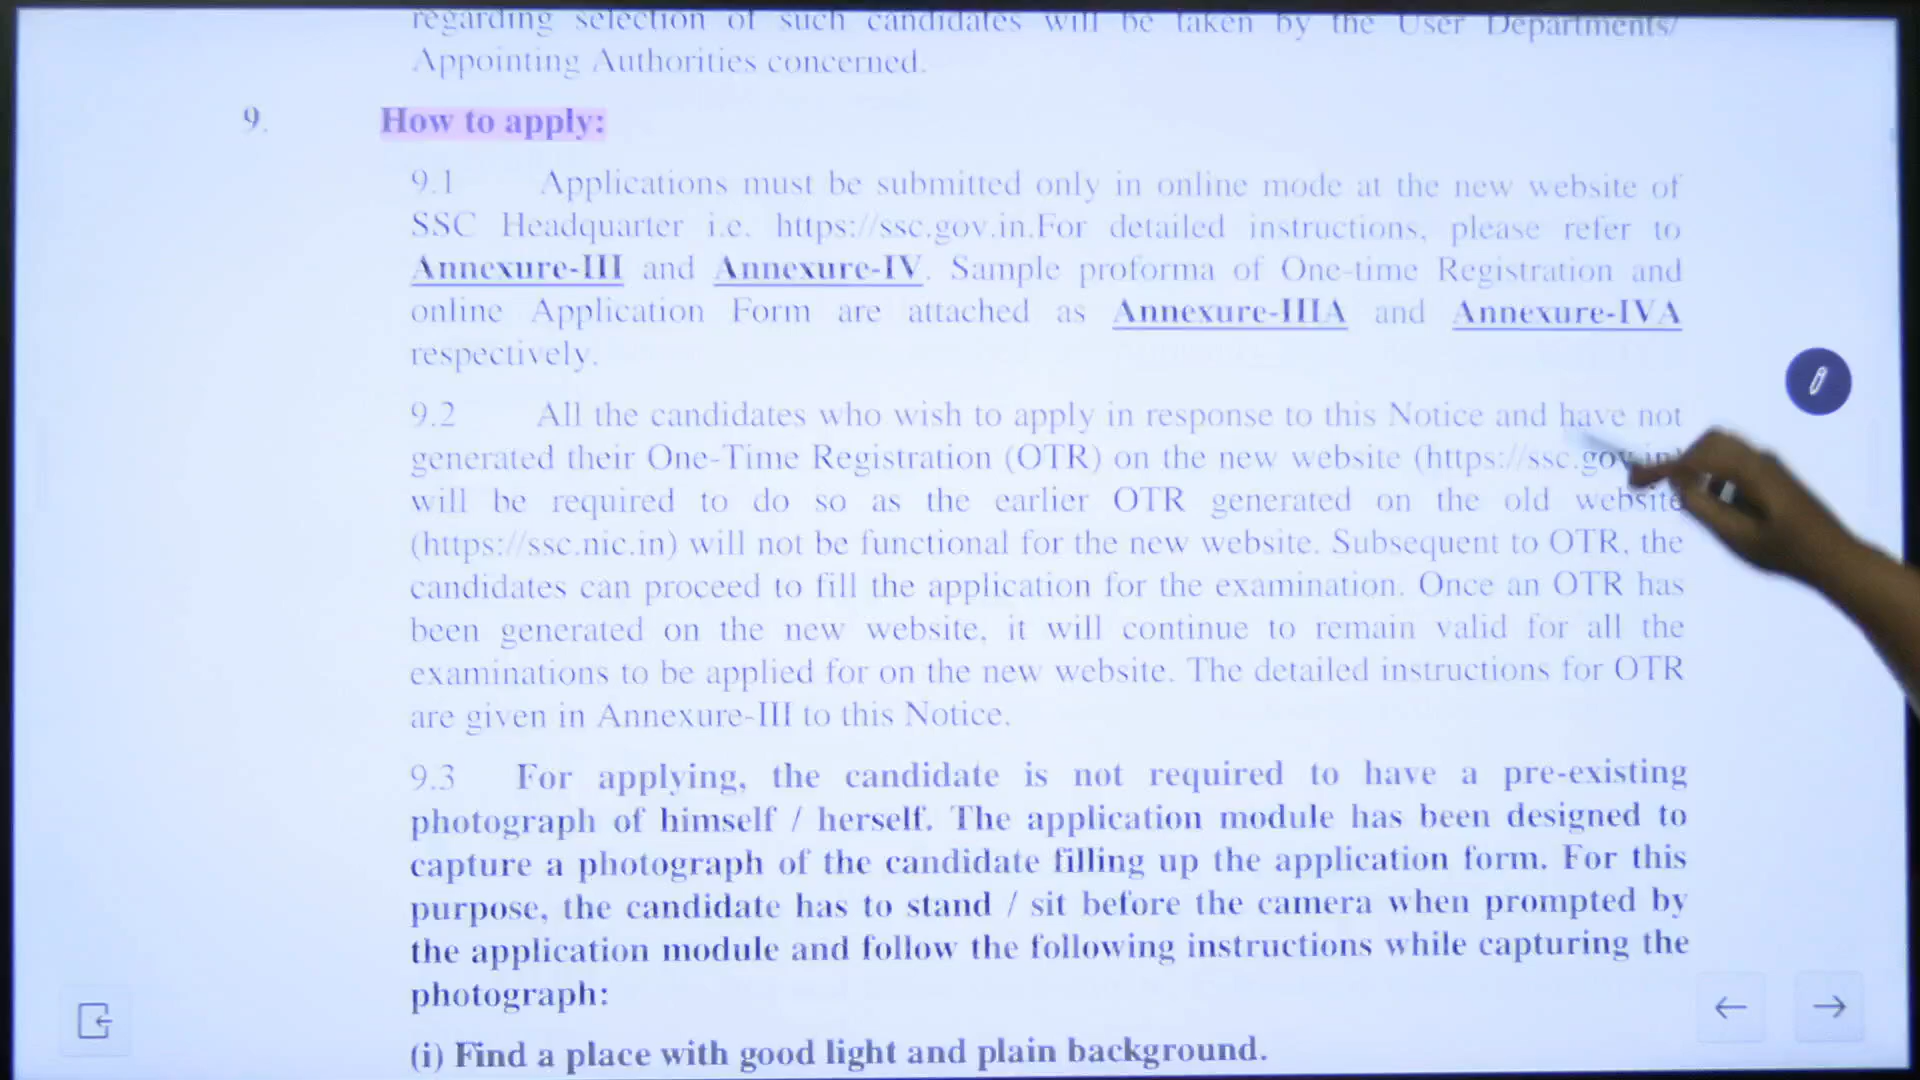 regarding selection of such candidates will be taken by the User Departments/
Appointing Authorities concerned.
9. How to apply:
9.1 Applications must be submitted only in online mode at the new website of
SSC Headquarter i.e. https://ssc.gov.in.For detailed instructions, please refer to
Annexure-III and Annexure-IV. Sample proforma of One-time Registration and
online Application Form are attached as Annexure-IIIA and Annexure-IVA
respectively.
9.2 All the candidates who wish to apply in response to this Notice and have not
generated their One-Time Registration (OTR) on the new website (https://ssc.gov.in)
will be required to do so as the earlier OTR generated on the old website
(https://ssc.nic.in) will not be functional for the new website. Subsequent to OTR, the
candidates can proceed to fill the application for the examination. Once an OTR has
been generated on the new website, it will continue to remain valid for all the
examinations to be applied for on the new website. The detailed instructions for OTR
are given in Annexure-III to this Notice.
9.3 For applying, the candidate is not required to have a pre-existing
photograph of himself / herself. The application module has been designed to
capture a photograph of the candidate filling up the application form. For this
purpose, the candidate has to stand / sit before the camera when prompted by
the application module and follow the following instructions while capturing the
photograph:
(i) Find a place with good light and plain background.